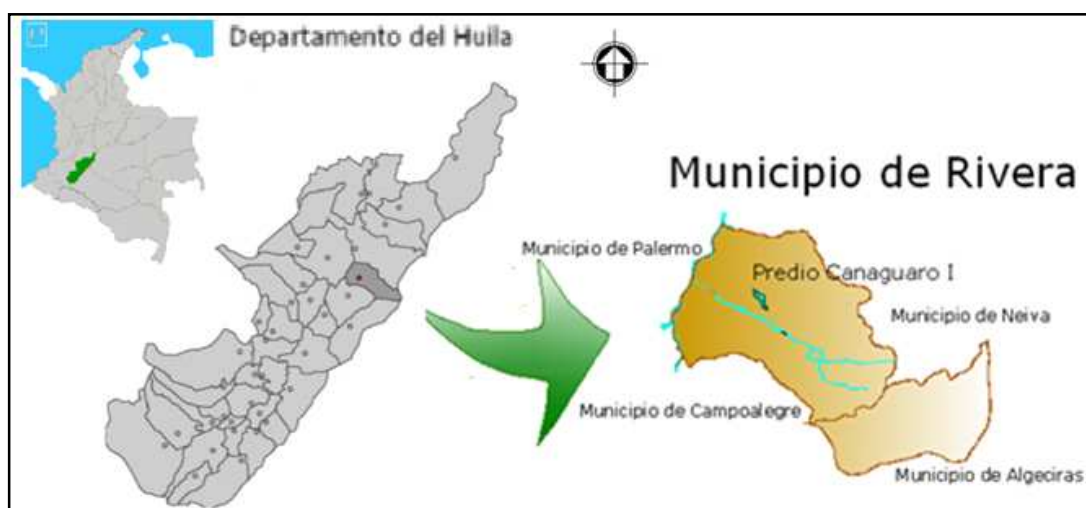 Departamento del Huila
Municipio de Rivera
Municipio de Palermo
Predio Canaguaro I
Municipio de Neiva
Municipio de Campoalegre
Municipio de Algeciras